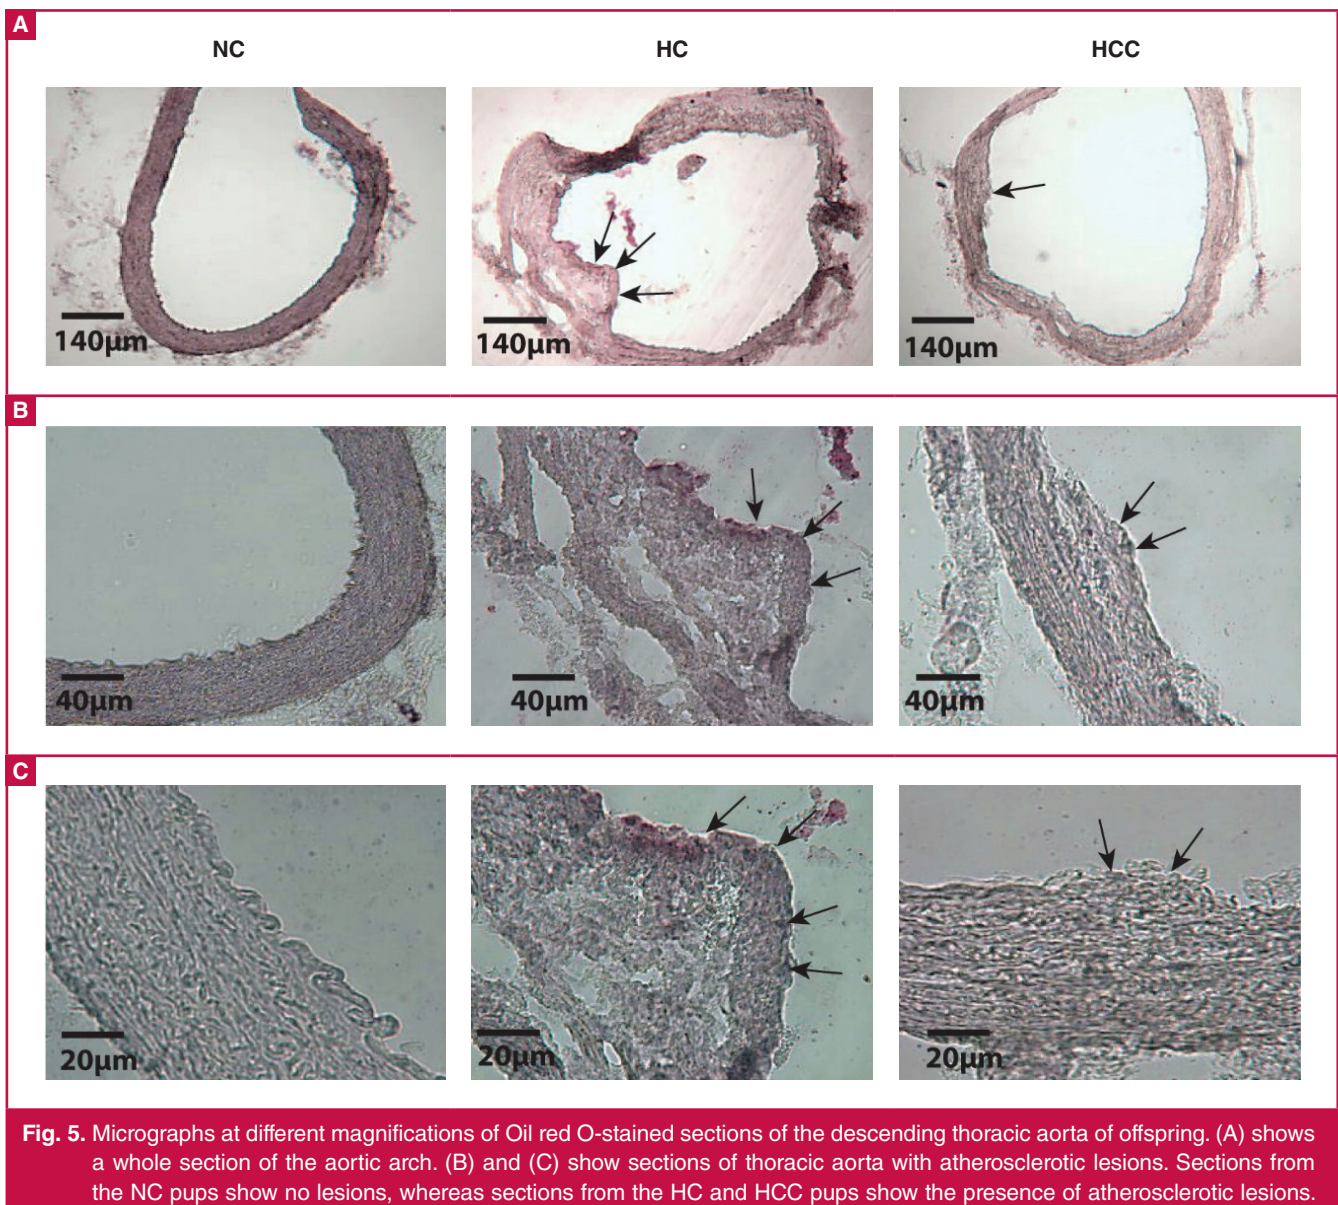 A
NC HC HCC
140µm 140µm 140µm
B
40µm 40µm 40µm
C
20µm 20µm 20µm
Fig. 5. Micrographs at different magnifications of Oil red O-stained sections of the descending thoracic aorta of offspring. (A) shows
a whole section of the aortic arch. (B) and (C) show sections of thoracic aorta with atherosclerotic lesions. Sections from
the NC pups show no lesions, whereas sections from the HC and HCC pups show the presence of atherosclerotic lesions.